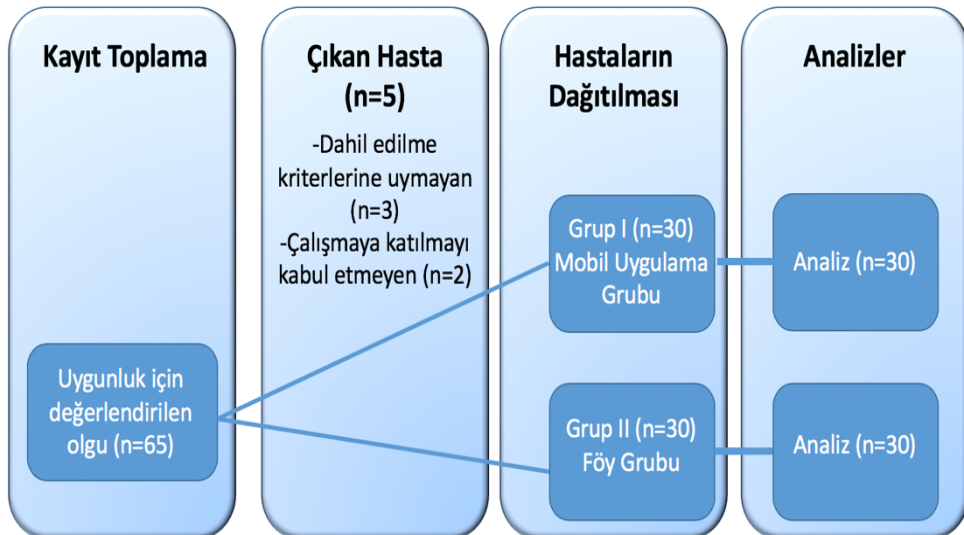 Kayıt Toplama
Uygunluk için
değerlendirilen
olgu (n=65)
Çıkan Hasta
(n=5)
-Dahil edilme
kriterlerine uymayan
(n=3)
-Çalışmaya katılmayı
kabul etmeyen (n=2)
Hastaların
Dağıtılması
Grup I (n=30)
Mobil Uygulama
Grubu
Grup II (n=30)
Föy Grubu
Analizler
Analiz (n=30)
Analiz (n=30)